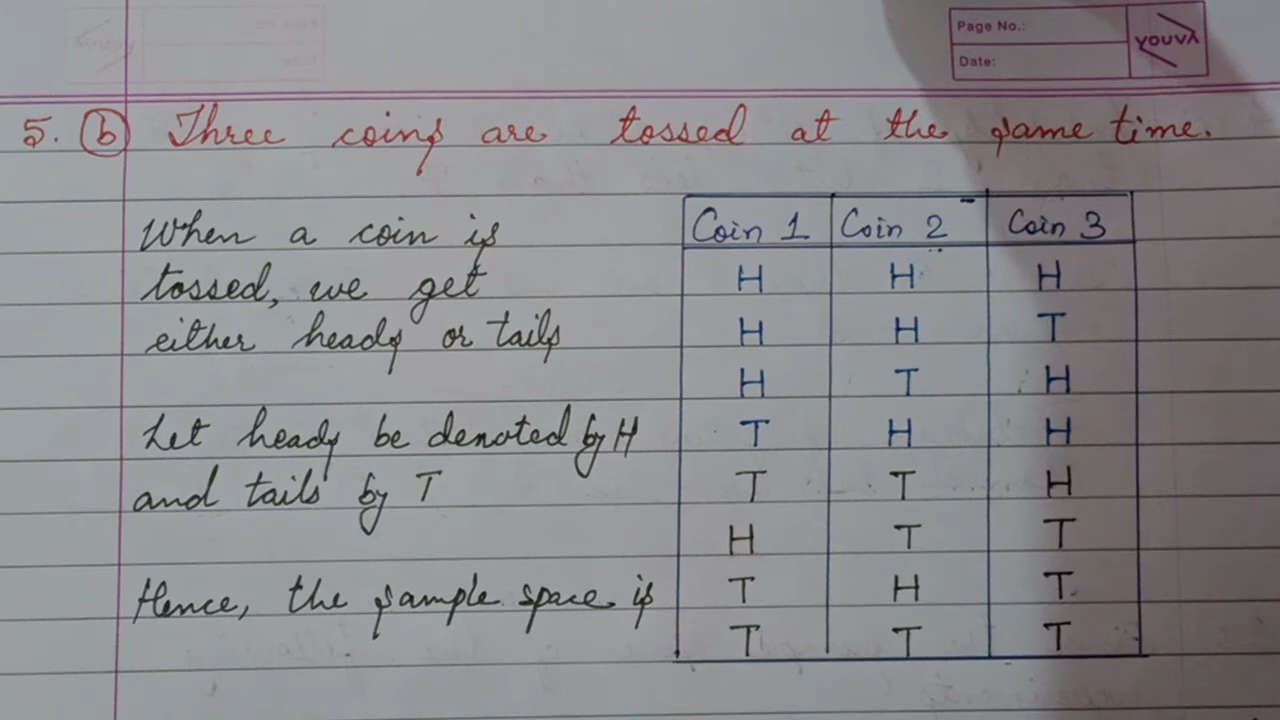 Page No.:
Date:
YOUVA
5. (b) Three coins are tossed at the same time.
When a coin is
tossed, we get
either heads or tails
Let heads be denoted by H
and tails by T
Hence, the sample space is
Coin 1 Coin 2 Coin 3
H H H
H H T
H T H
T H H
T T H
H T T
T H T
T T T